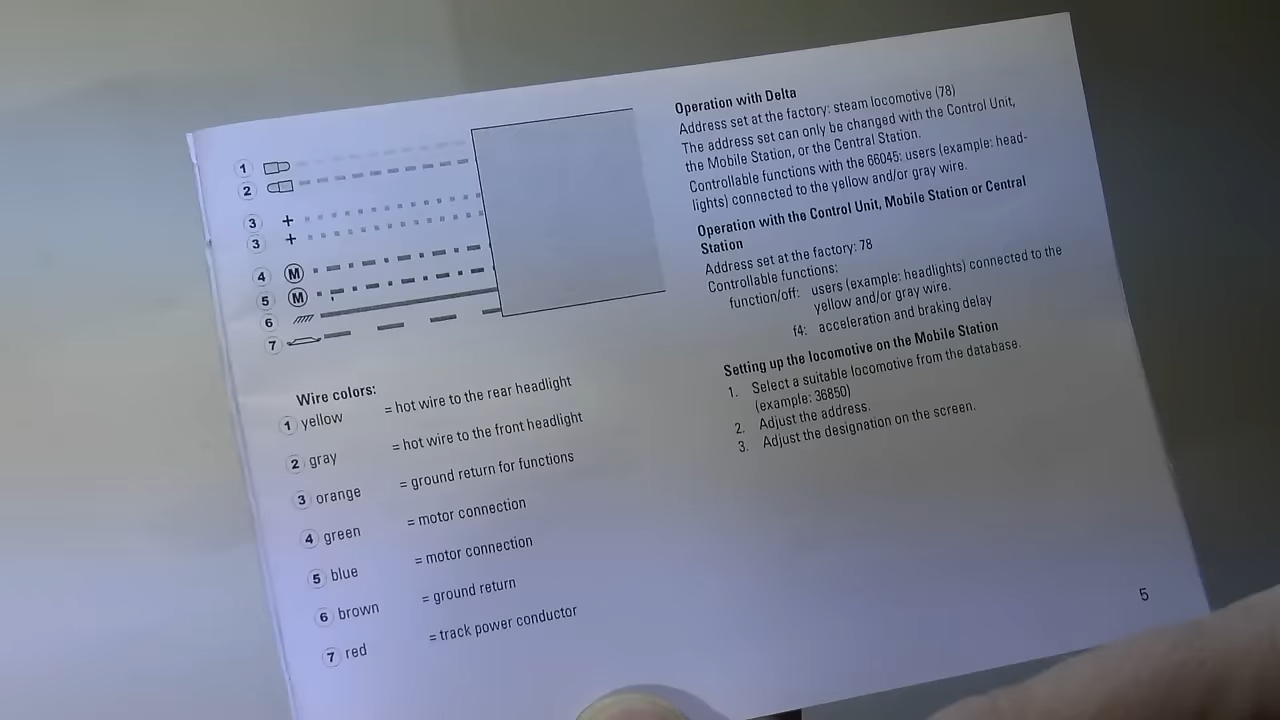 1
2
3 +
3 +
4 M
5 M
6
7
Wire colors:
1 yellow = hot wire to the rear headlight
2 gray = hot wire to the front headlight
3 orange = ground return for functions
4 green = motor connection
5 blue = motor connection
6 brown = ground return
7 red = track power conductor
Operation with Delta
Address set at the factory: steam locomotive (78)
The address set can only be changed with the Control Unit,
the Mobile Station, or the Central Station.
Controllable functions with the 66045: users (example: head-
lights) connected to the yellow and/or gray wire.
Operation with the Control Unit, Mobile Station or Central
Station
Address set at the factory: 78
Controllable functions:
function/off: users (example: headlights) connected to the
yellow and/or gray wire.
f4: acceleration and braking delay
Setting up the locomotive on the Mobile Station
1. Select a suitable locomotive from the database.
(example: 36850)
2. Adjust the address.
3. Adjust the designation on the screen.
5